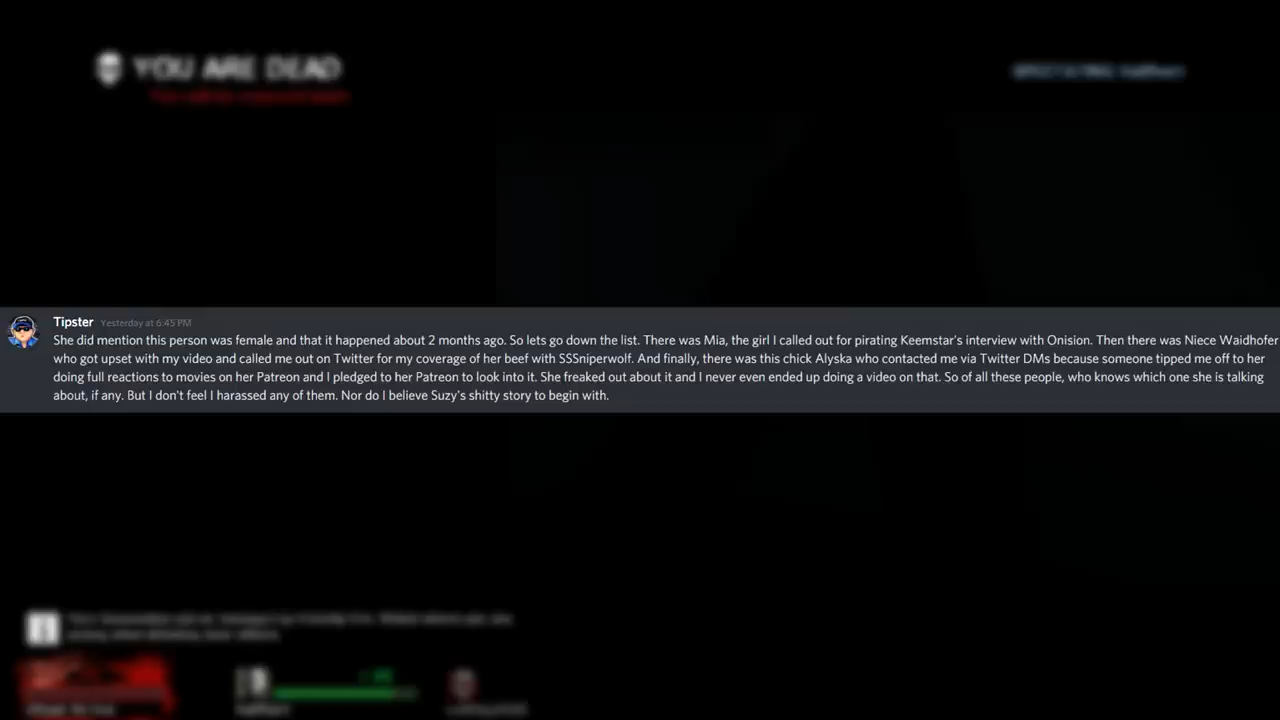 YOU ARE DEAD
Tipster Yesterday at 6:45 PM
She did mention this person was female and that it happened about 2 months ago. So lets go down the list. There was Mia, the girl I called out for pirating Keemstar's interview with Onision. Then there was Niece Waidhofer
who got upset with my video and called me out on Twitter for my coverage of her beef with SSSniperwolf. And finally, there was this chick Alyska who contacted me via Twitter DMs because someone tipped me off to her
doing full reactions to movies on her Patreon and I pledged to her Patreon to look into it. She freaked out about it and I never even ended up doing a video on that. So of all these people, who knows which one she is talking
about, if any. But I don't feel I harassed any of them. Nor do I believe Suzy's shitty story to begin with.